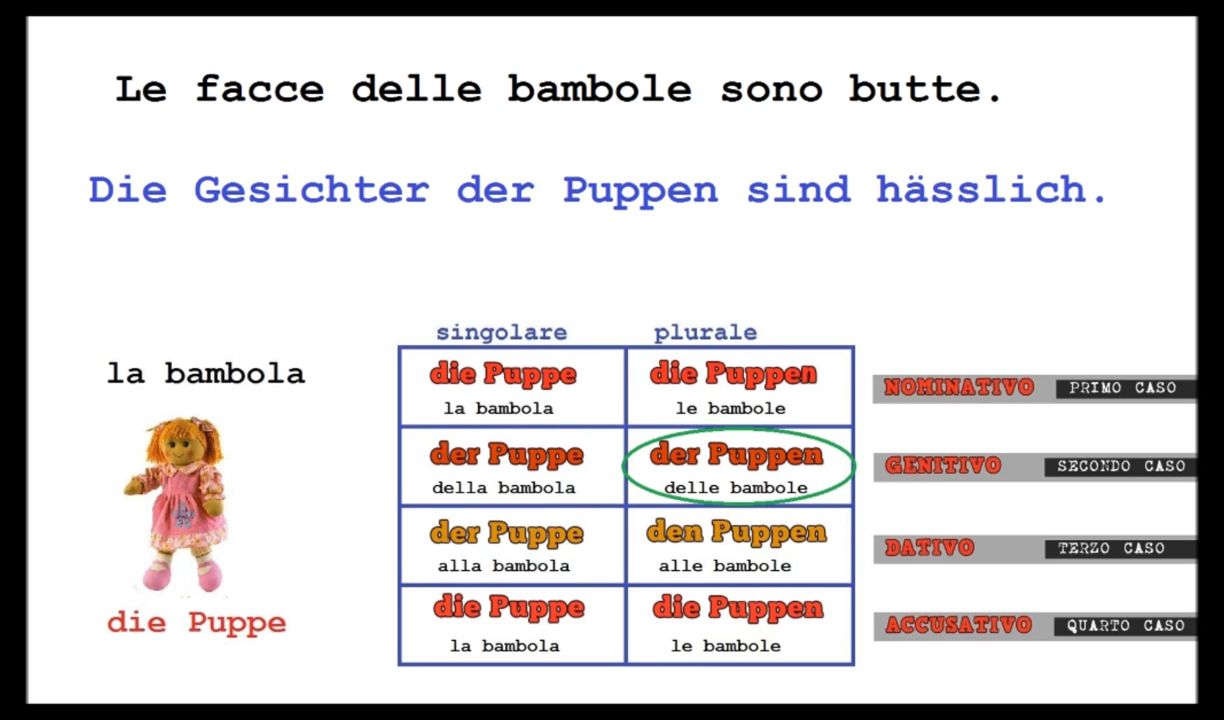 Le facce delle bambole sono butte.
Die Gesichter der Puppen sind hässlich.
singolare plurale
la bambola
die Puppe die Puppen
la bambola le bambole
NOMINATIVO PRIMO CASO
der Puppe der Puppen
della bambola delle bambole
GENITIVO SECONDO CASO
der Puppe den Puppen
alla bambola alle bambole
DATIVO TERZO CASO
die Puppe die Puppen
la bambola le bambole
ACCUSATIVO QUARTO CASO
die Puppe